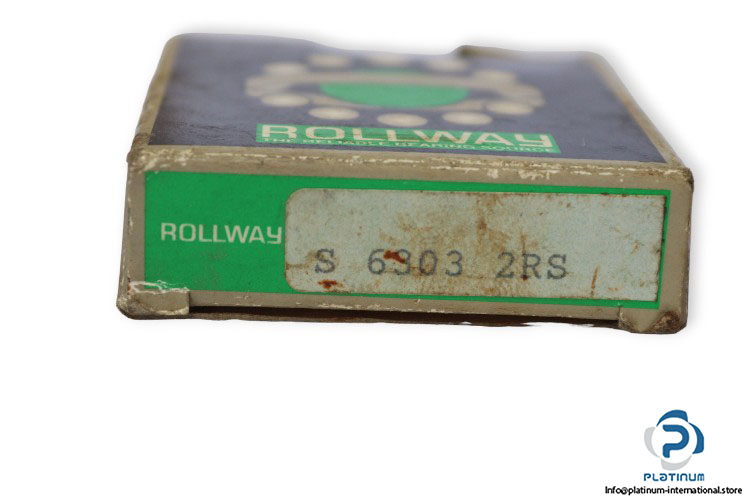 ROLLWAY
THE RELIABLE BEARING SOURCE
ROLLWAY
S 6303 2RS
PLATINUM
Info@platinum-international.store